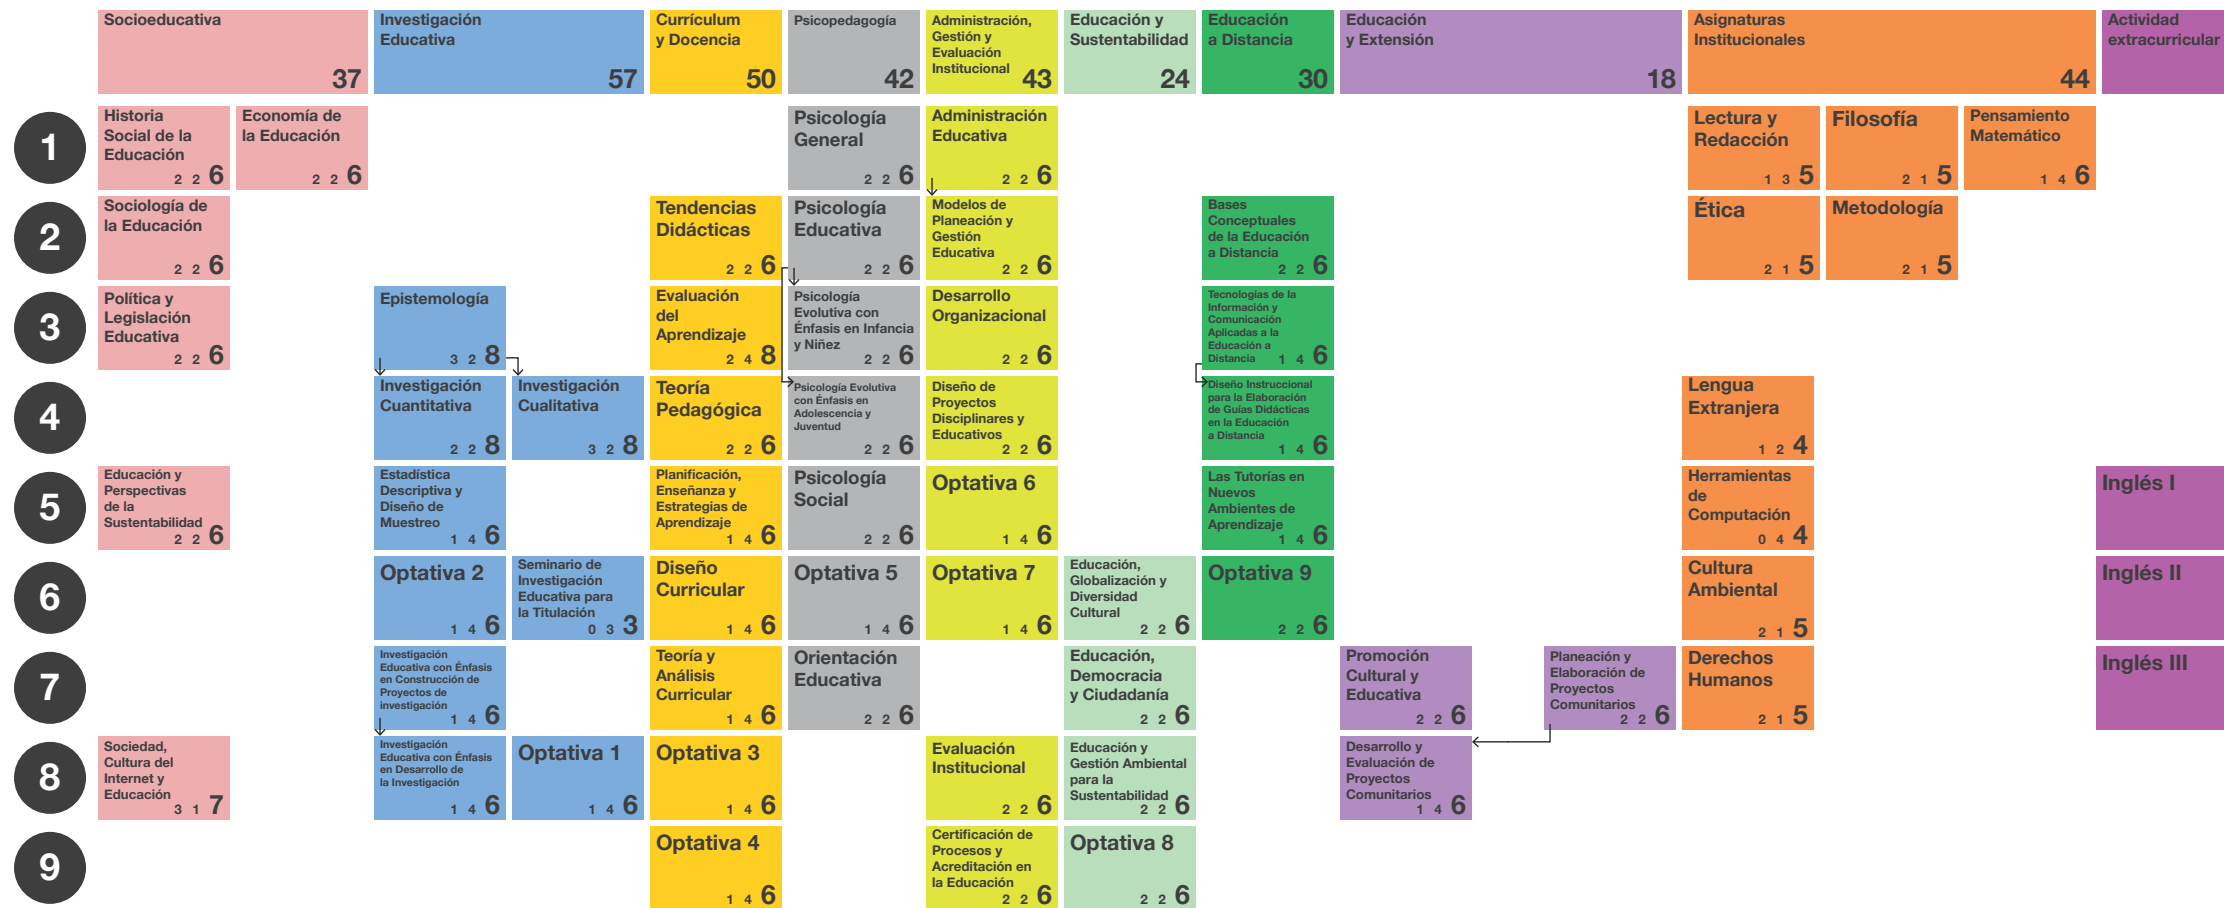 Socioeducativa
37
Investigación
Educativa
57
Currículum
y Docencia
50
Psicopedagogía
42
Administración,
Gestión y
Evaluación
Institucional
43
Educación y
Sustentabilidad
24
Educación
a Distancia
30
Educación
y Extensión
18
Asignaturas
Institucionales
44
Actividad
extracurricular
1
Historia
Social de la
Educación
2 2 6
Economía de
la Educación
2 2 6
Psicología
General
2 2 6
Administración
Educativa
2 2 6
Lectura y
Redacción
1 3 5
Filosofía
2 1 5
Pensamiento
Matemático
1 4 6
2
Sociología de
la Educación
2 2 6
Tendencias
Didácticas
2 2 6
Psicología
Educativa
2 2 6
Modelos de
Planeación y
Gestión
Educativa
2 2 6
Bases
Conceptuales
de la Educación
a Distancia
2 2 6
Ética
2 1 5
Metodología
2 1 5
3
Política y
Legislación
Educativa
2 2 6
Epistemología
3 2 8
Evaluación
del
Aprendizaje
2 4 8
Psicología
Evolutiva con
Énfasis en Infancia
y Niñez
2 2 6
Desarrollo
Organizacional
2 2 6
Tecnologías de la
Información y
Comunicación
Aplicadas a la
Educación a
Distancia
1 4 6
4
Investigación
Cuantitativa
2 2 8
Investigación
Cualitativa
3 2 8
Teoría
Pedagógica
2 2 6
Psicología Evolutiva
con Énfasis en
Adolescencia y
Juventud
2 2 6
Diseño de
Proyectos
Disciplinares y
Educativos
2 2 6
Diseño Instruccional
para la Elaboración
de Guías Didácticas
en la Educación
a Distancia
1 4 6
Lengua
Extranjera
1 2 4
5
Educación y
Perspectivas
de la
Sustentabilidad
2 2 6
Estadística
Descriptiva y
Diseño de
Muestreo
1 4 6
Planificación,
Enseñanza y
Estrategias de
Aprendizaje
1 4 6
Psicología
Social
2 2 6
Optativa 6
1 4 6
Las Tutorías en
Nuevos
Ambientes de
Aprendizaje
1 4 6
Herramientas
de
Computación
0 4 4
Inglés I
6
Optativa 2
1 4 6
Seminario de
Investigación
Educativa para
la Titulación
0 3 3
Diseño
Curricular
1 4 6
Optativa 5
1 4 6
Optativa 7
1 4 6
Educación,
Globalización y
Diversidad
Cultural
2 2 6
Optativa 9
2 2 6
Cultura
Ambiental
2 1 5
Inglés II
7
Investigación
Educativa con Énfasis
en Construcción de
Proyectos de
investigación
1 4 6
Teoría y
Análisis
Curricular
1 4 6
Orientación
Educativa
2 2 6
Educación,
Democracia
y Ciudadanía
2 2 6
Promoción
Cultural y
Educativa
2 2 6
Planeación y
Elaboración de
Proyectos
Comunitarios
2 2 6
Derechos
Humanos
2 1 5
Inglés III
8
Sociedad,
Cultura del
Internet y
Educación
3 1 7
Investigación
Educativa con Énfasis
en Desarrollo de
la Investigación
1 4 6
Optativa 1
1 4 6
Optativa 3
1 4 6
Evaluación
Institucional
2 2 6
Educación y
Gestión Ambiental
para la
Sustentabilidad
2 2 6
Desarrollo y
Evaluación de
Proyectos
Comunitarios
1 4 6
9
Optativa 4
1 4 6
Certificación de
Procesos y
Acreditación en
la Educación
2 2 6
Optativa 8
2 2 6